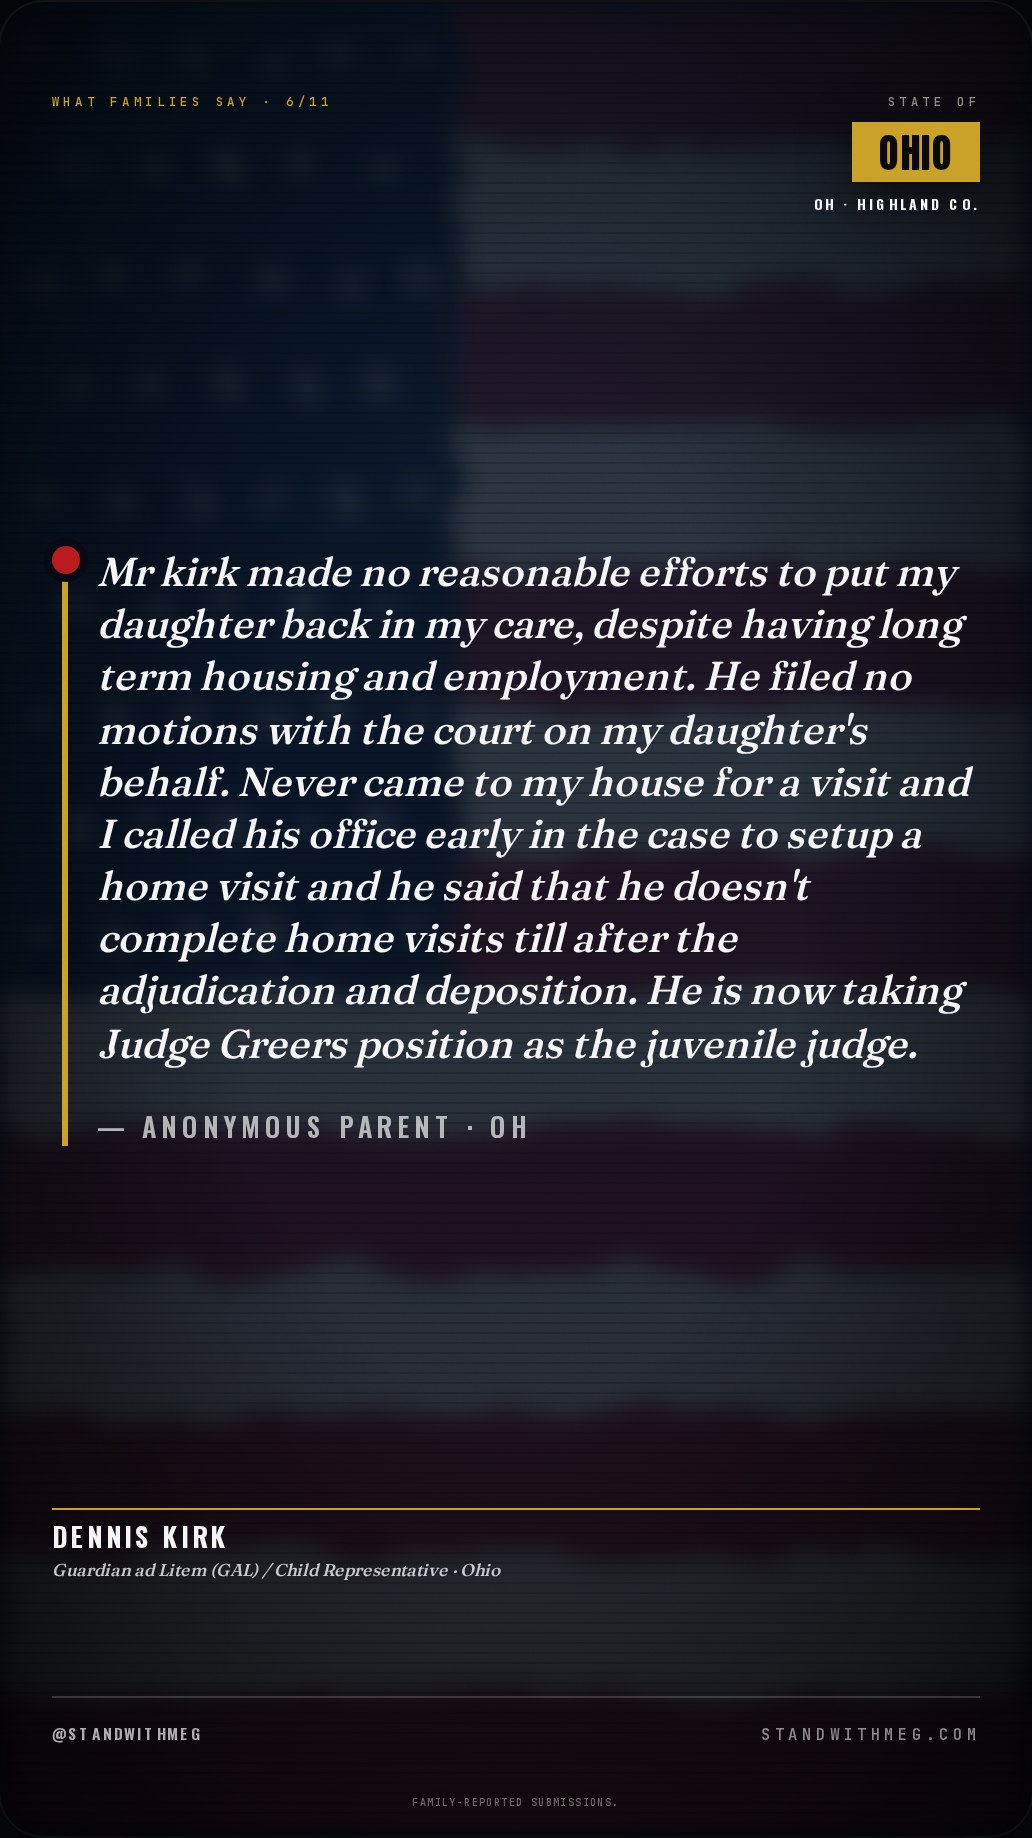 WHAT FAMILIES SAY · 6/11
STATE OF
OHIO
OH · HIGHLAND CO.
Mr kirk made no reasonable efforts to put my
daughter back in my care, despite having long
term housing and employment. He filed no
motions with the court on my daughter's
behalf. Never came to my house for a visit and
I called his office early in the case to setup a
home visit and he said that he doesn't
complete home visits till after the
adjudication and deposition. He is now taking
Judge Greers position as the juvenile judge.
— ANONYMOUS PARENT · OH
DENNIS KIRK
Guardian ad Litem (GAL) / Child Representative · Ohio
@STANDWITHMEG
STANDWITHMEG.COM
FAMILY-REPORTED SUBMISSIONS.